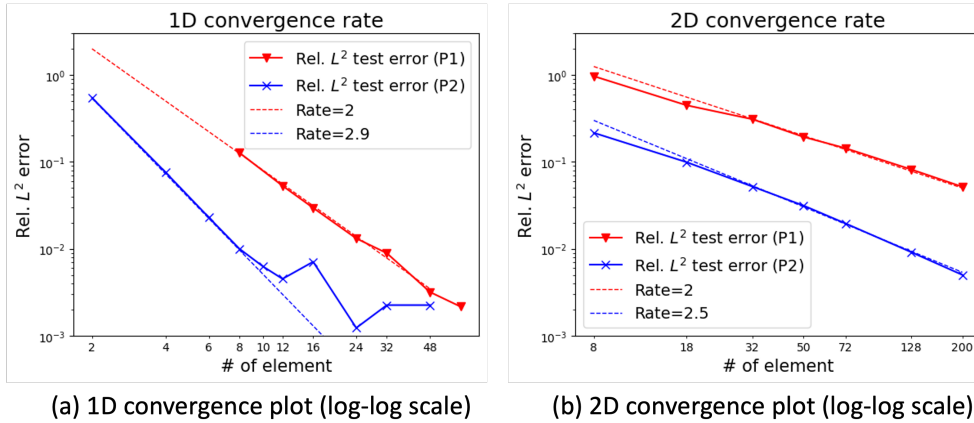 1D convergence rate
Rel. L² error
10⁰
10⁻¹
10⁻²
10⁻³
Rel. L² test error (P1)
Rel. L² test error (P2)
Rate=2
Rate=2.9
2 4 6 8 10 12 16 24 32 48
# of element
(a) 1D convergence plot (log-log scale)
2D convergence rate
Rel. L² error
10⁰
10⁻¹
10⁻²
10⁻³
Rel. L² test error (P1)
Rel. L² test error (P2)
Rate=2
Rate=2.5
8 18 32 50 72 128 200
# of element
(b) 2D convergence plot (log-log scale)